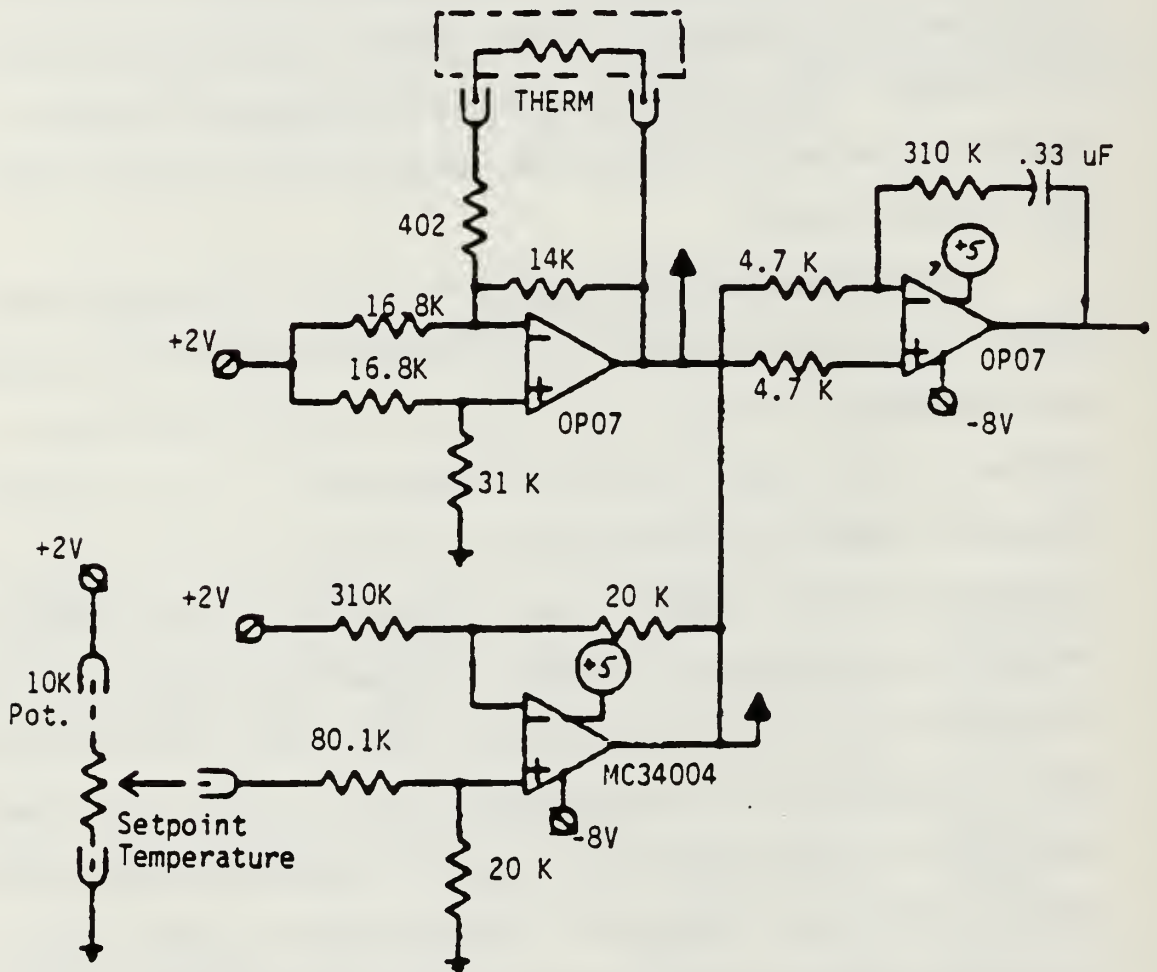 THERM
310 K
.33 uF
402
+5
14K
4.7 K
16.8K
+2V
16.8K
4.7 K
OP07
OP07
-8V
31 K
+2V
+2V
310K
20 K
+5
10K
Pot.
80.1K
MC34004
Setpoint
Temperature
-8V
20 K